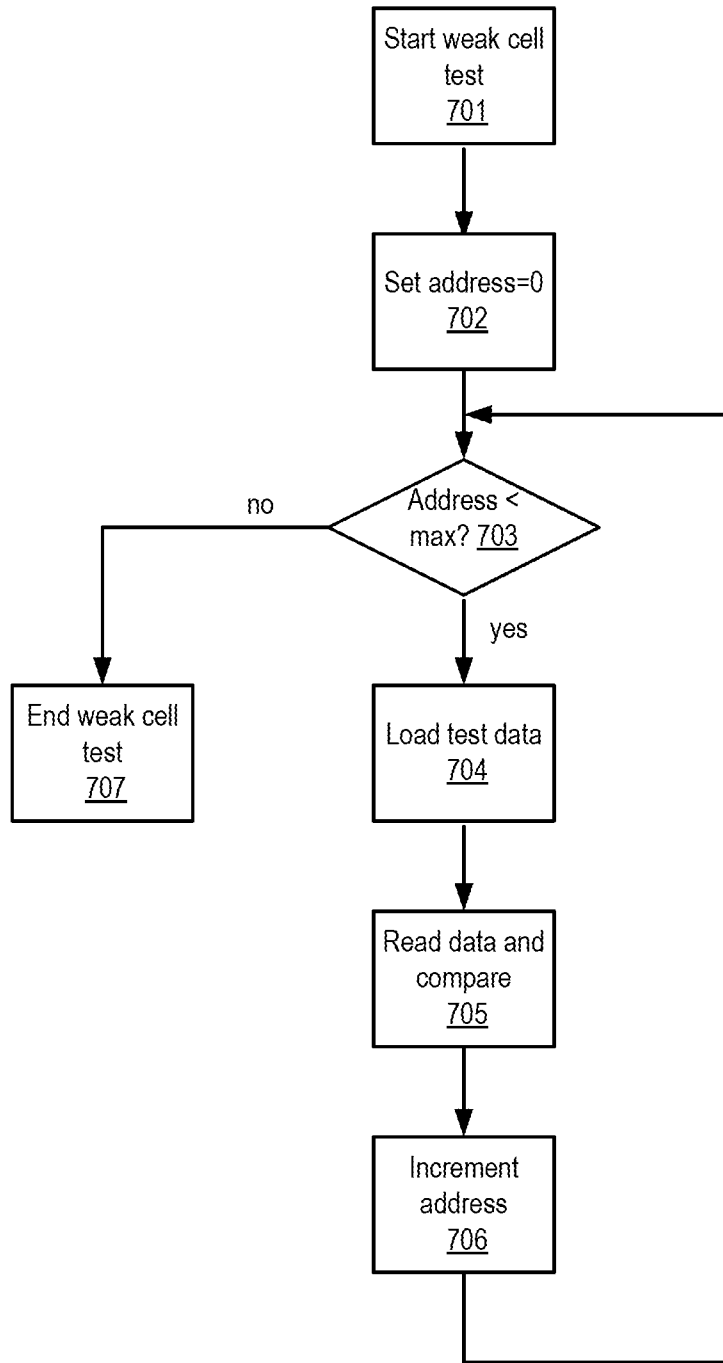 Start weak cell
test
701
Set address=0
702
Address <
max? 703
no
yes
End weak cell
test
707
Load test data
704
Read data and
compare
705
Increment
address
706